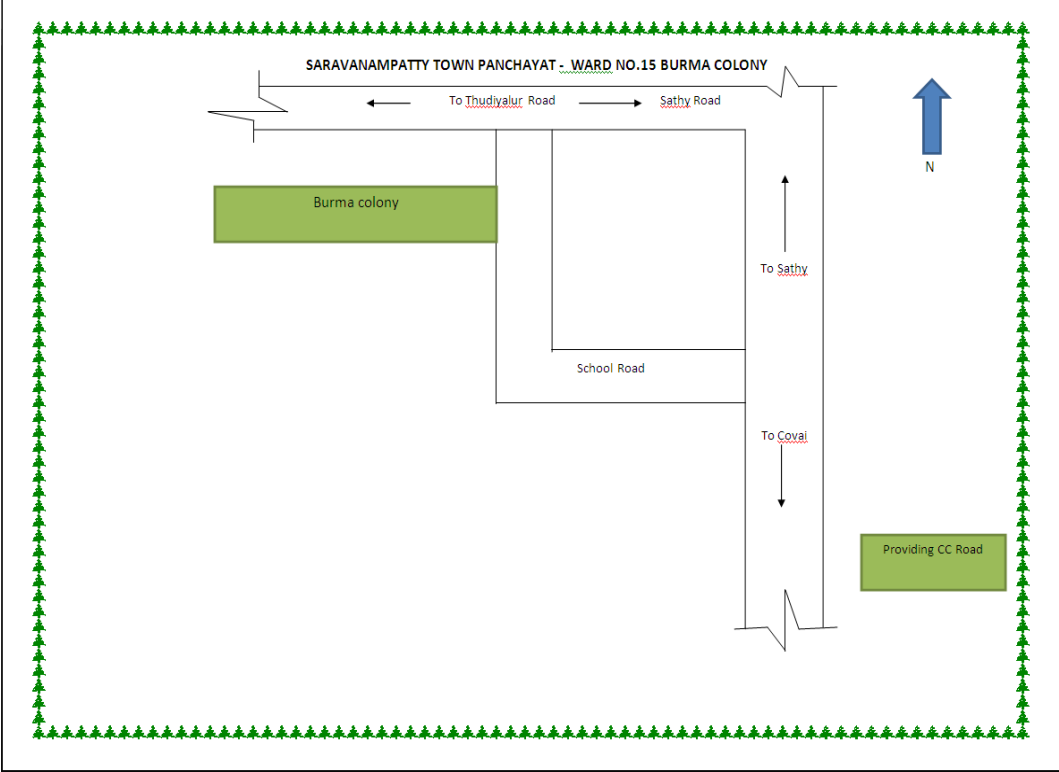 SARAVANAMPATTY TOWN PANCHAYAT - WARD NO.15 BURMA COLONY
To Thudiyalur Road Sathy Road
N
Burma colony
To Sathy
School Road
To Covai
Providing CC Road